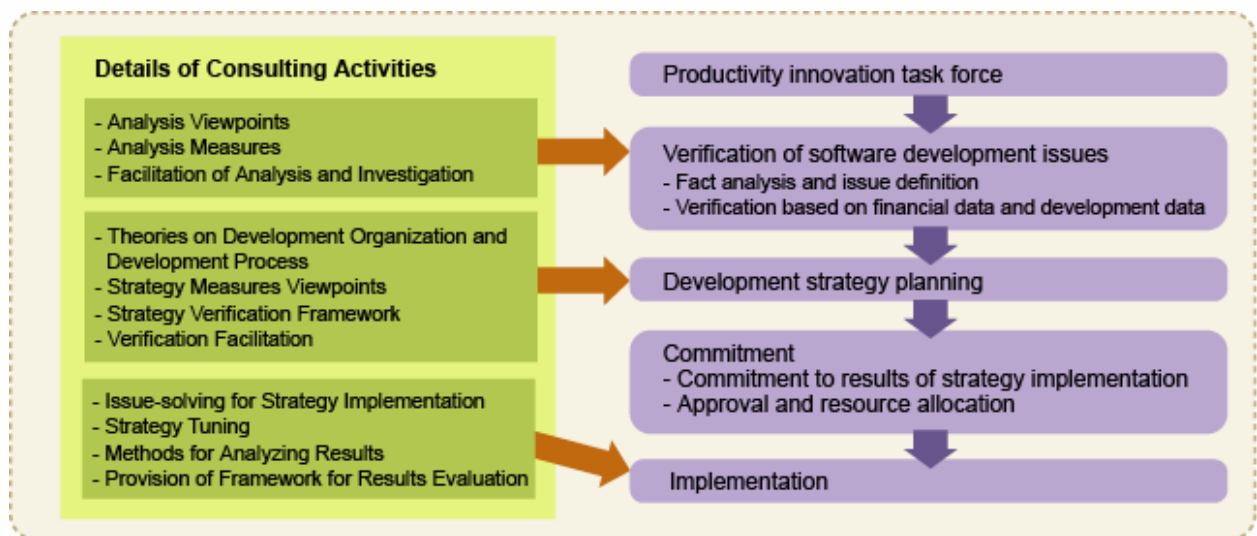 Details of Consulting Activities
- Analysis Viewpoints
- Analysis Measures
- Facilitation of Analysis and Investigation
- Theories on Development Organization and
Development Process
- Strategy Measures Viewpoints
- Strategy Verification Framework
- Verification Facilitation
- Issue-solving for Strategy Implementation
- Strategy Tuning
- Methods for Analyzing Results
- Provision of Framework for Results Evaluation
Productivity innovation task force
Verification of software development issues
- Fact analysis and issue definition
- Verification based on financial data and development data
Development strategy planning
Commitment
- Commitment to results of strategy implementation
- Approval and resource allocation
Implementation